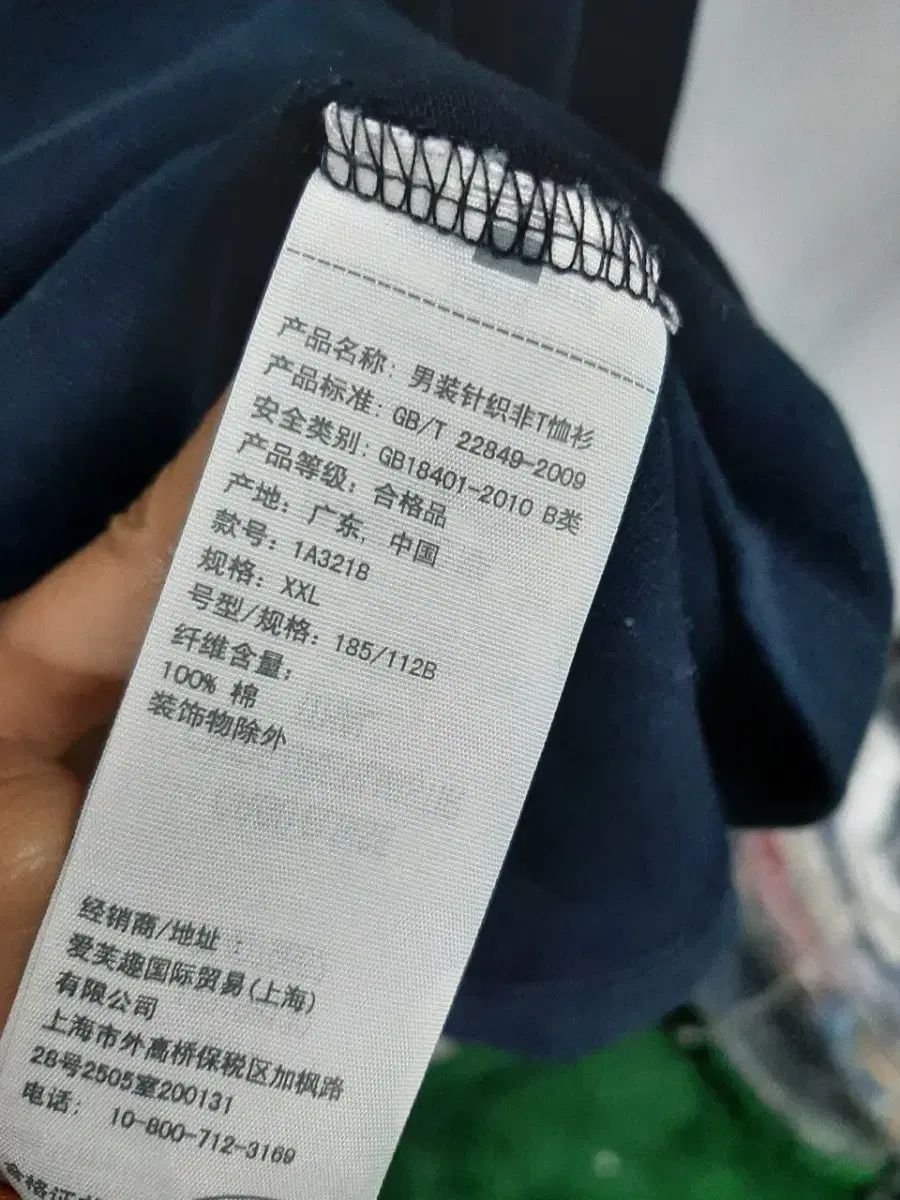 产品名称: 男装针织非T恤衫
产品标准: GB/T 22849-2009
安全类别: GB18401-2010 B类
产品等级: 合格品
产地: 广东, 中国
款号: 1A3218
规格: XXL
号型/规格: 185/112B
纤维含量:
100% 棉
装饰物除外
经销商/地址 :
爱芙趣国际贸易(上海)
有限公司
上海市外高桥保税区加枫路
28号2505室200131
电话: 10-800-712-3169
合格证